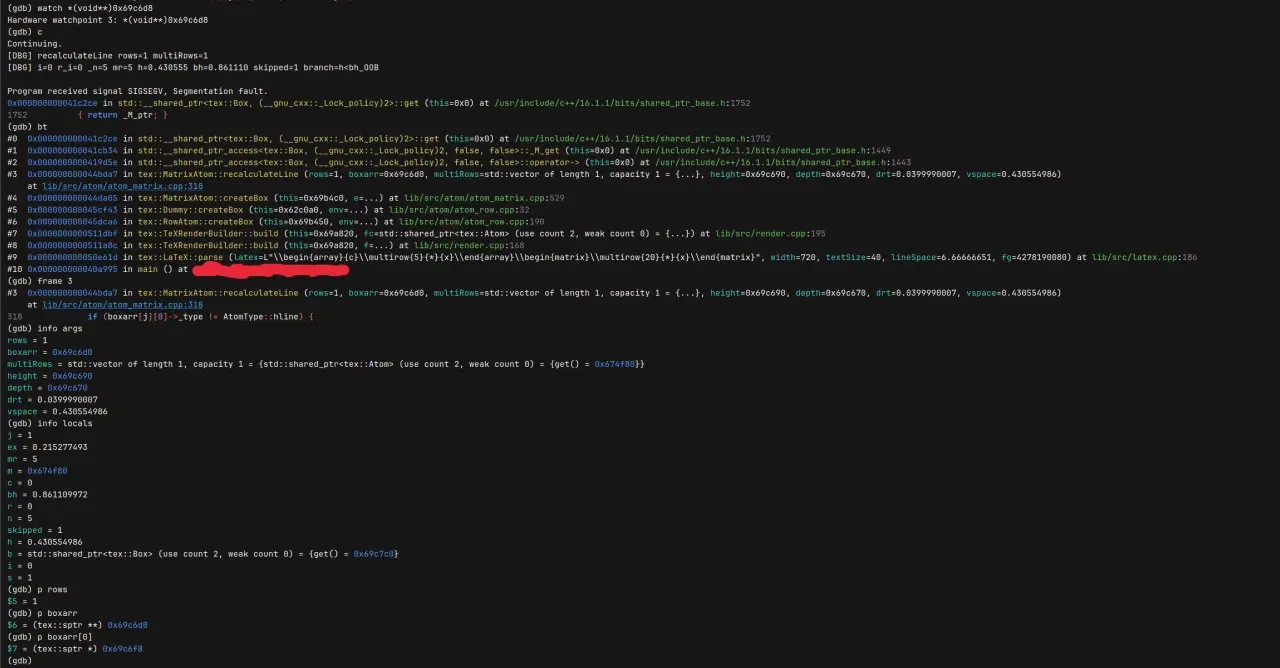 (gdb) watch *(void**)0x69c6d8
Hardware watchpoint 3: *(void**)0x69c6d8
(gdb) c
Continuing.
[DBG] recalculateLine rows=1 multiRows=1
[DBG] i=0 r_i=0 _n=5 mr=5 h=0.430555 bh=0.861110 skipped=1 branch=h<bh_OOB
Program received signal SIGSEGV, Segmentation fault.
0x000000000041c2ce in std::__shared_ptr<tex::Box, (__gnu_cxx::_Lock_policy)2>::get (this=0x0) at /usr/include/c++/16.1.1/bits/shared_ptr_base.h:1752
1752 { return _M_ptr; }
(gdb) bt
#0 0x000000000041c2ce in std::__shared_ptr<tex::Box, (__gnu_cxx::_Lock_policy)2>::get (this=0x0) at /usr/include/c++/16.1.1/bits/shared_ptr_base.h:1752
#1 0x000000000041cb34 in std::__shared_ptr_access<tex::Box, (__gnu_cxx::_Lock_policy)2, false, false>::_M_get (this=0x0) at /usr/include/c++/16.1.1/bits/shared_ptr_base.h:1449
#2 0x0000000000419d5e in std::__shared_ptr_access<tex::Box, (__gnu_cxx::_Lock_policy)2, false, false>::operator-> (this=0x0) at /usr/include/c++/16.1.1/bits/shared_ptr_base.h:1443
#3 0x000000000044bda7 in tex::MatrixAtom::recalculateLine (rows=1, boxarr=0x69c6d0, multiRows=std::vector of length 1, capacity 1 = {...}, height=0x69c690, depth=0x69c670, drt=0.0399990007, vspace=0.430554986)
at lib/src/atom/atom_matrix.cpp:318
#4 0x000000000044da05 in tex::MatrixAtom::createBox (this=0x69b4c0, e=...) at lib/src/atom/atom_matrix.cpp:529
#5 0x000000000045cf43 in tex::Dummy::createBox (this=0x62c0a0, env=...) at lib/src/atom/atom_row.cpp:32
#6 0x000000000045dca6 in tex::RowAtom::createBox (this=0x69b450, env=...) at lib/src/atom/atom_row.cpp:190
#7 0x0000000000511dbf in tex::TeXRenderBuilder::build (this=0x69a820, fc=std::shared_ptr<tex::Atom> (use count 2, weak count 0) = {...}) at lib/src/render.cpp:195
#8 0x0000000000511a8c in tex::TeXRenderBuilder::build (this=0x69a820, f=...) at lib/src/render.cpp:168
#9 0x000000000050e61d in tex::LaTeX::parse (latex=L"\\begin{array}{c}\\multirow{5}{*}{x}\\end{array}\\begin{matrix}\\multirow{20}{*}{x}\\end{matrix}", width=720, textSize=40, lineSpace=6.66666651, fg=4278190080) at lib/src/latex.cpp:186
#10 0x000000000040a995 in main () at
(gdb) frame 3
#3 0x000000000044bda7 in tex::MatrixAtom::recalculateLine (rows=1, boxarr=0x69c6d0, multiRows=std::vector of length 1, capacity 1 = {...}, height=0x69c690, depth=0x69c670, drt=0.0399990007, vspace=0.430554986)
at lib/src/atom/atom_matrix.cpp:318
318 if (boxarr[j][0]->_type != AtomType::hline) {
(gdb) info args
rows = 1
boxarr = 0x69c6d0
multiRows = std::vector of length 1, capacity 1 = {std::shared_ptr<tex::Atom> (use count 2, weak count 0) = {get() = 0x674f80}}
height = 0x69c690
depth = 0x69c670
drt = 0.0399990007
vspace = 0.430554986
(gdb) info locals
j = 1
ex = 0.215277493
mr = 5
m = 0x674f80
c = 0
bh = 0.861109972
r = 0
n = 5
skipped = 1
h = 0.430554986
b = std::shared_ptr<tex::Box> (use count 2, weak count 0) = {get() = 0x69c7c0}
i = 0
s = 1
(gdb) p rows
$5 = 1
(gdb) p boxarr
$6 = (tex::sptr **) 0x69c6d0
(gdb) p boxarr[0]
$7 = (tex::sptr *) 0x69c6f8
(gdb)